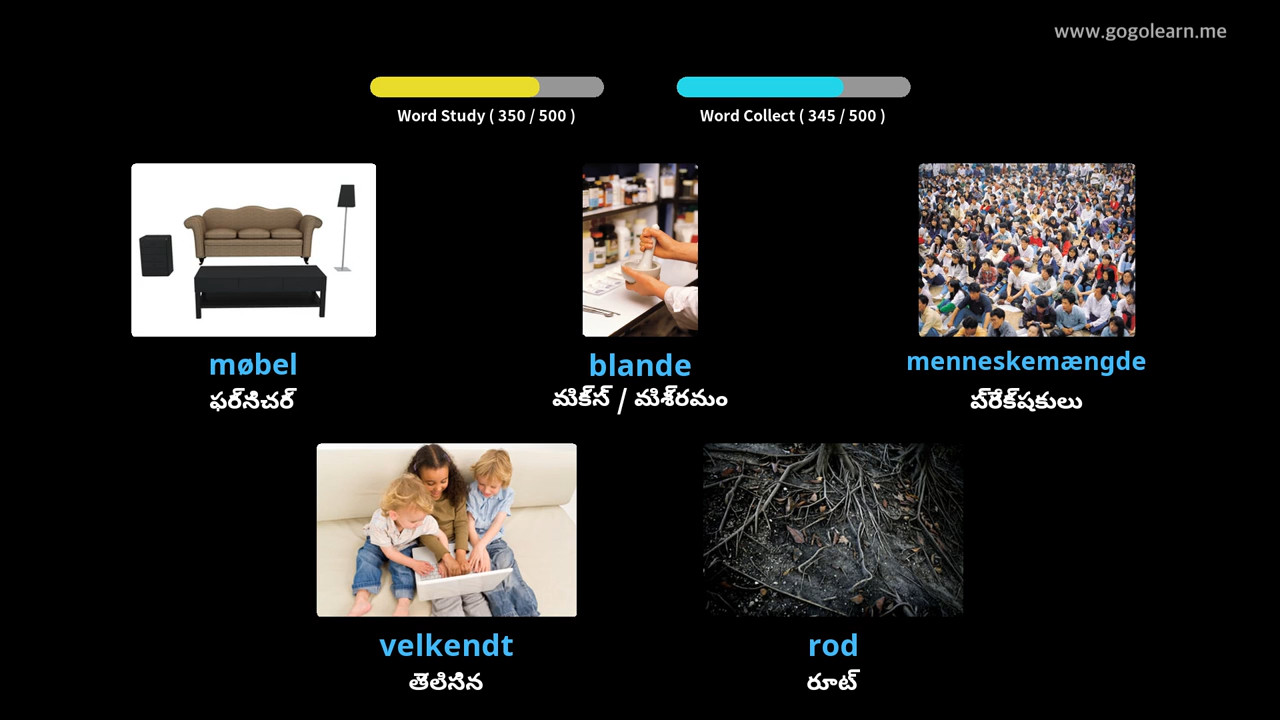 www.gogolearn.me
Word Study ( 350 / 500 )
Word Collect ( 345 / 500 )
møbel
ఫర్నిచర్
blande
మిక్స్ / మిశ్రమం
menneskemængde
ప్రేక్షకులు
velkendt
తెలిసిన
rod
రూట్